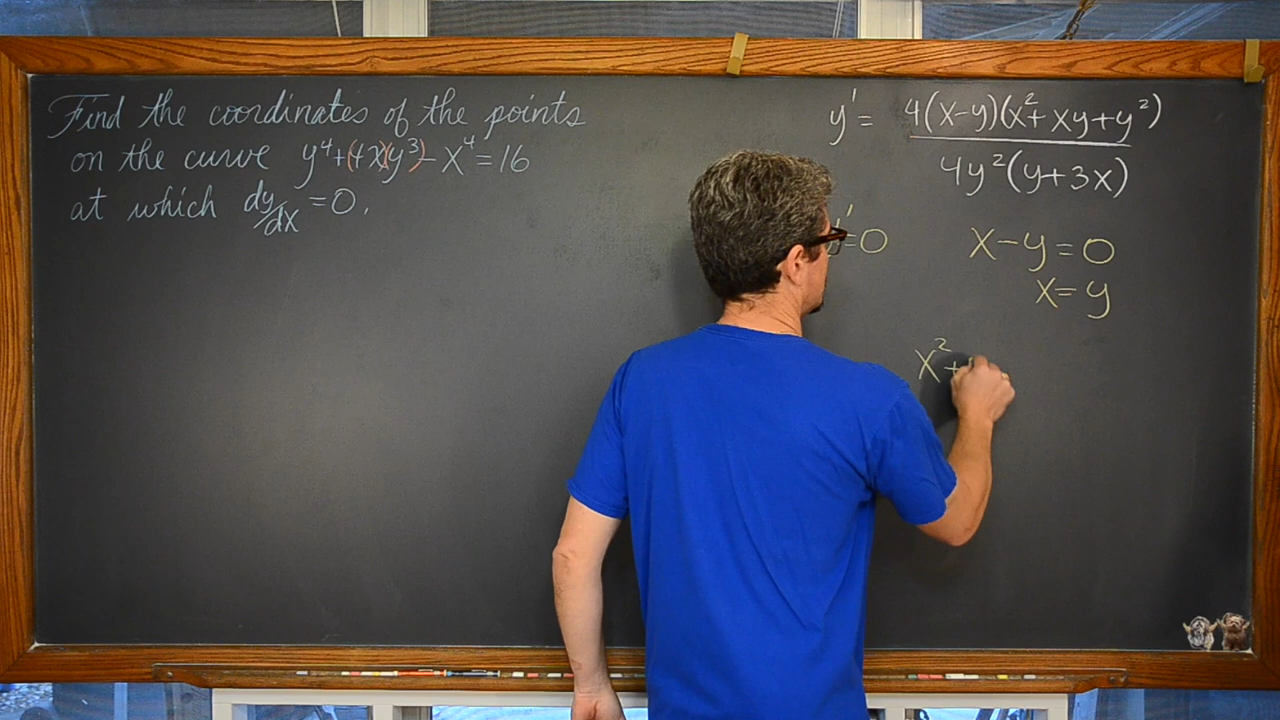 Find the coordinates of the points
on the curve y⁴+(4x)(y³)-x⁴=16
at which dy/dx=0.
y' = 4(x-y)(x²+xy+y²)
4y²(y+3x)
y'=0
x-y=0
x=y
x²+